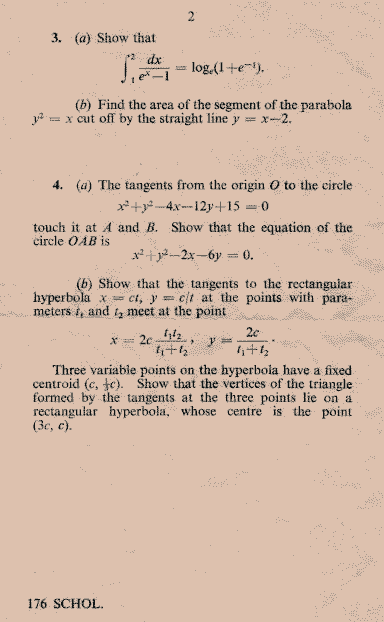 2
3. (a) Show that
∫₁² dx/(eˣ−1) = logₑ(1+e⁻¹).
(b) Find the area of the segment of the parabola
y² = x cut off by the straight line y = x−2.
4. (a) The tangents from the origin O to the circle
x²+y²−4x−12y+15 = 0
touch it at A and B. Show that the equation of the
circle OAB is
x²+y²−2x−6y = 0.
(b) Show that the tangents to the rectangular
hyperbola x = ct, y = c/t at the points with para-
meters t₁ and t₂ meet at the point
x = 2c t₁t₂/(t₁+t₂), y = 2c/(t₁+t₂).
Three variable points on the hyperbola have a fixed
centroid (c, ⅓c). Show that the vertices of the triangle
formed by the tangents at the three points lie on a
rectangular hyperbola, whose centre is the point
(3c, c).
176 SCHOL.